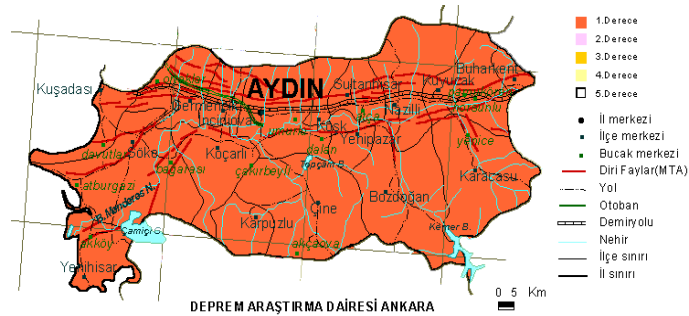 Kuşadası
AYDIN
Sultanhisar
Kuyucak
Buharkent
Germencik
İncirliova
Köşk
Nazilli
umurlu
dalan
Yenipazar
yenice
davutlar
Söke
Koçarlı
bağarası
çakırbeyli
Topçam B.
Karacasu
atburgazi
B.Menderes N.
Bozdoğan
Çine
Karpuzlu
Kemer B.
Çamiçi G.
akköy
akçaova
Yenihisar
1.Derece
2.Derece
3.Derece
4.Derece
5.Derece
İl merkezi
İlçe merkezi
Bucak merkezi
Diri Faylar(MTA)
Yol
Otoban
Demiryolu
Nehir
İlçe sınırı
İl sınırı
0 5 Km
DEPREM ARAŞTIRMA DAİRESİ ANKARA